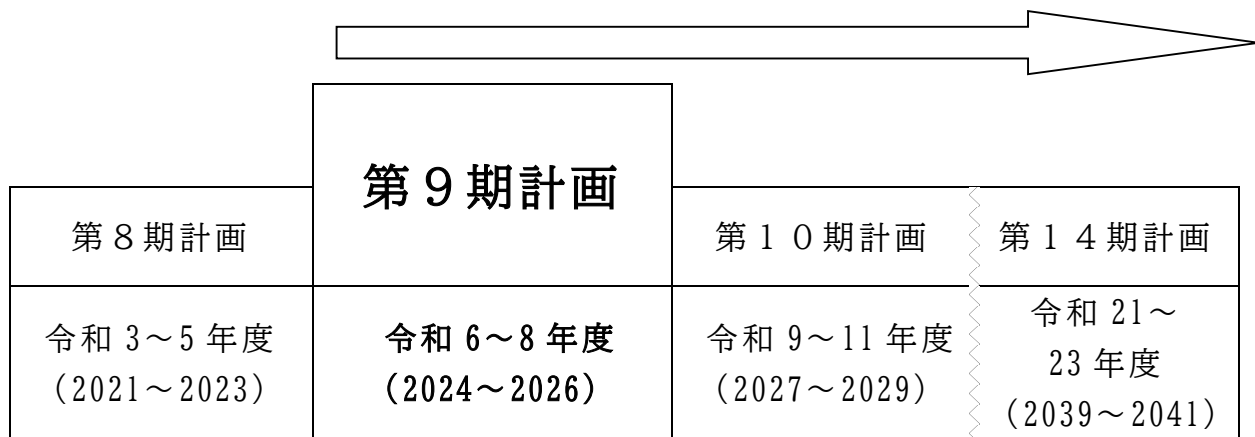 第９期計画
第８期計画
第１０期計画
第１４期計画
令和 3～5 年度
（2021～2023）
令和 6～8 年度
（2024～2026）
令和 9～11 年度
（2027～2029）
令和 21～
23 年度
（2039～2041）